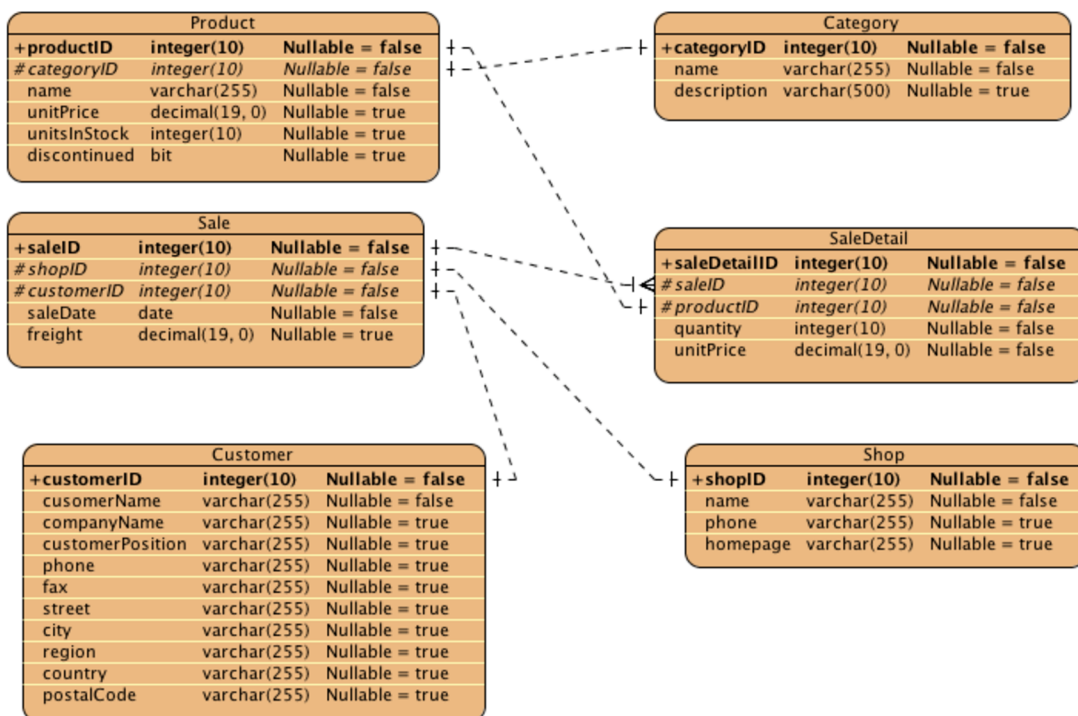 Product
+productID integer(10) Nullable = false
#categoryID integer(10) Nullable = false
name varchar(255) Nullable = false
unitPrice decimal(19, 0) Nullable = true
unitsInStock integer(10) Nullable = true
discontinued bit Nullable = true
Category
+categoryID integer(10) Nullable = false
name varchar(255) Nullable = false
description varchar(500) Nullable = true
Sale
+saleID integer(10) Nullable = false
#shopID integer(10) Nullable = false
#customerID integer(10) Nullable = false
saleDate date Nullable = false
freight decimal(19, 0) Nullable = true
SaleDetail
+saleDetailID integer(10) Nullable = false
#saleID integer(10) Nullable = false
#productID integer(10) Nullable = false
quantity integer(10) Nullable = false
unitPrice decimal(19, 0) Nullable = false
Customer
+customerID integer(10) Nullable = false
cusomerName varchar(255) Nullable = false
companyName varchar(255) Nullable = true
customerPosition varchar(255) Nullable = true
phone varchar(255) Nullable = true
fax varchar(255) Nullable = true
street varchar(255) Nullable = true
city varchar(255) Nullable = true
region varchar(255) Nullable = true
country varchar(255) Nullable = true
postalCode varchar(255) Nullable = true
Shop
+shopID integer(10) Nullable = false
name varchar(255) Nullable = false
phone varchar(255) Nullable = true
homepage varchar(255) Nullable = true